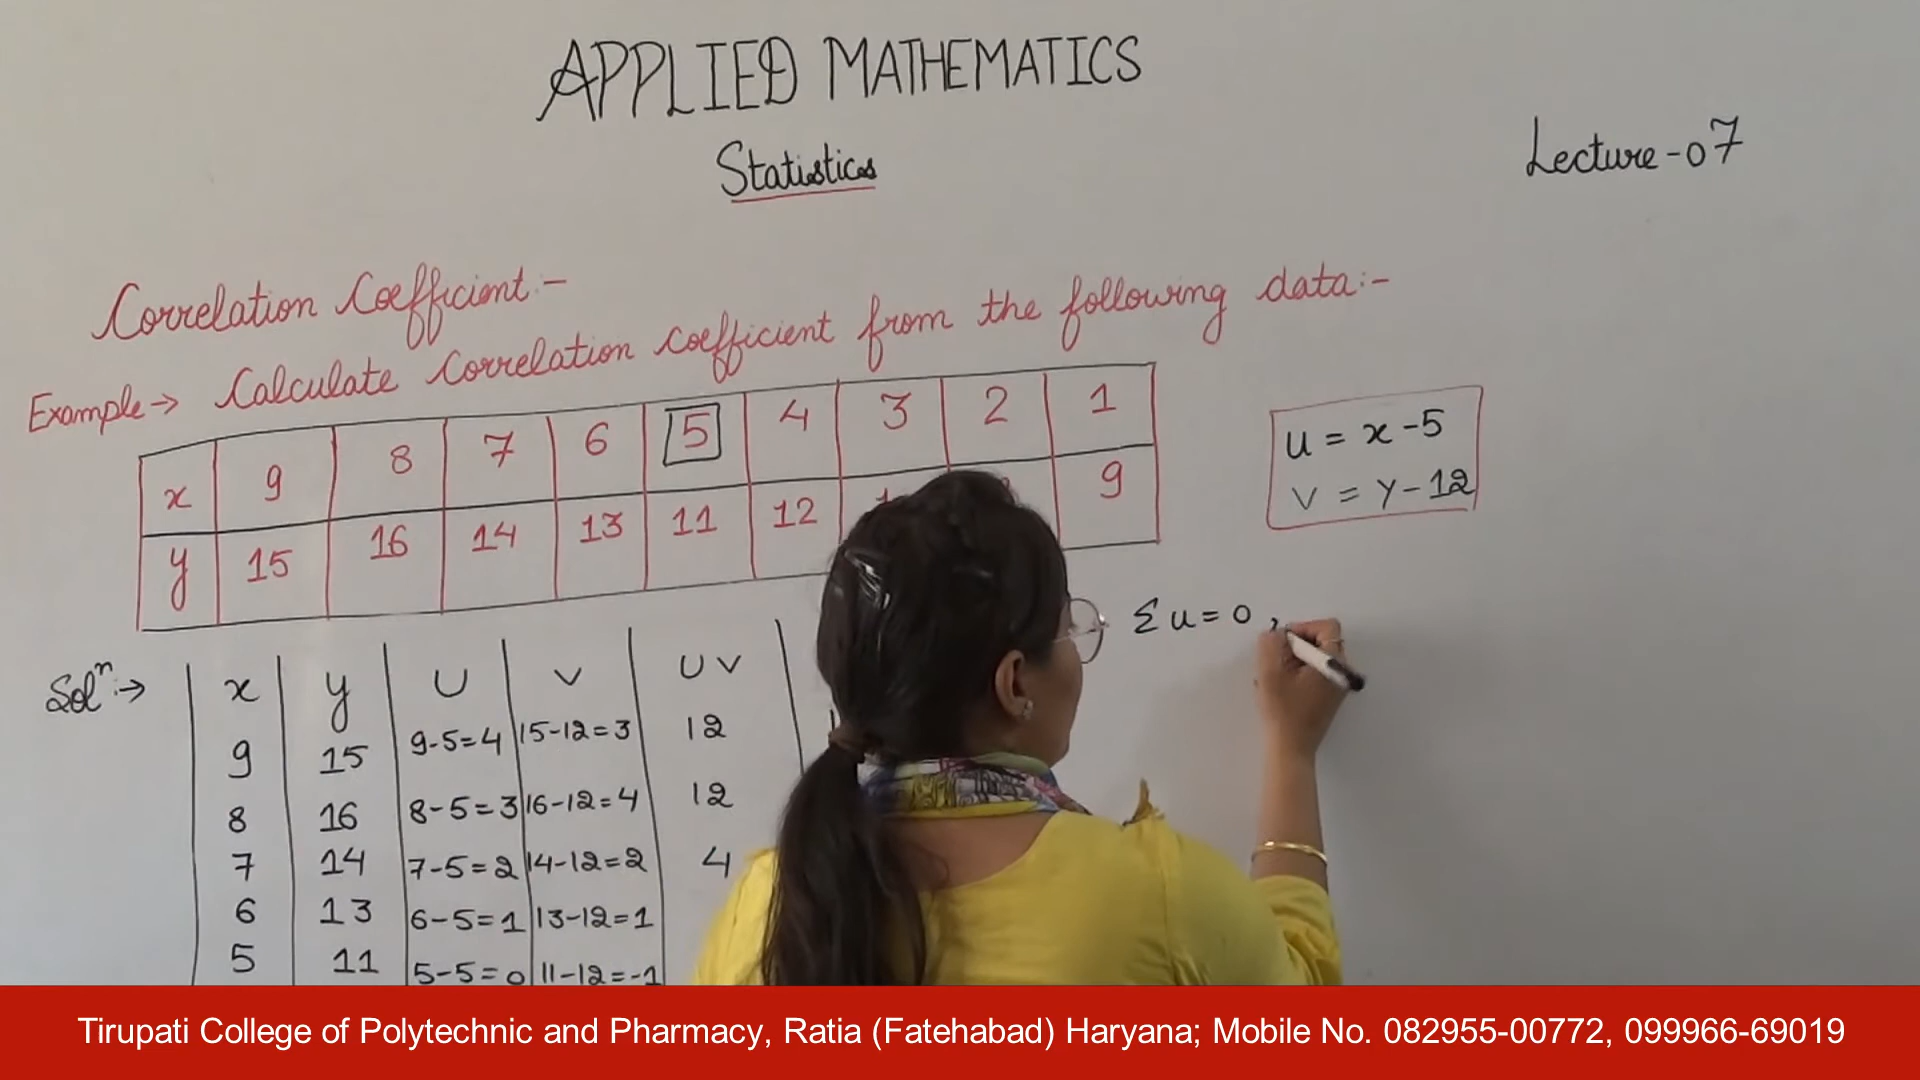 APPLIED MATHEMATICS
Statistics
Lecture-07
Correlation Coefficient:-
Example→ Calculate Correlation coefficient from the following data:-
x 9 8 7 6 5 4 3 2 1
y 15 16 14 13 11 12 9
u = x-5
v = y-12
Σu=0,
Solⁿ:→
x y U V UV
9 15 9-5=4 15-12=3 12
8 16 8-5=3 16-12=4 12
7 14 7-5=2 14-12=2 4
6 13 6-5=1 13-12=1
5 11 5-5=0 11-12=-1
Tirupati College of Polytechnic and Pharmacy, Ratia (Fatehabad) Haryana; Mobile No. 082955-00772, 099966-69019